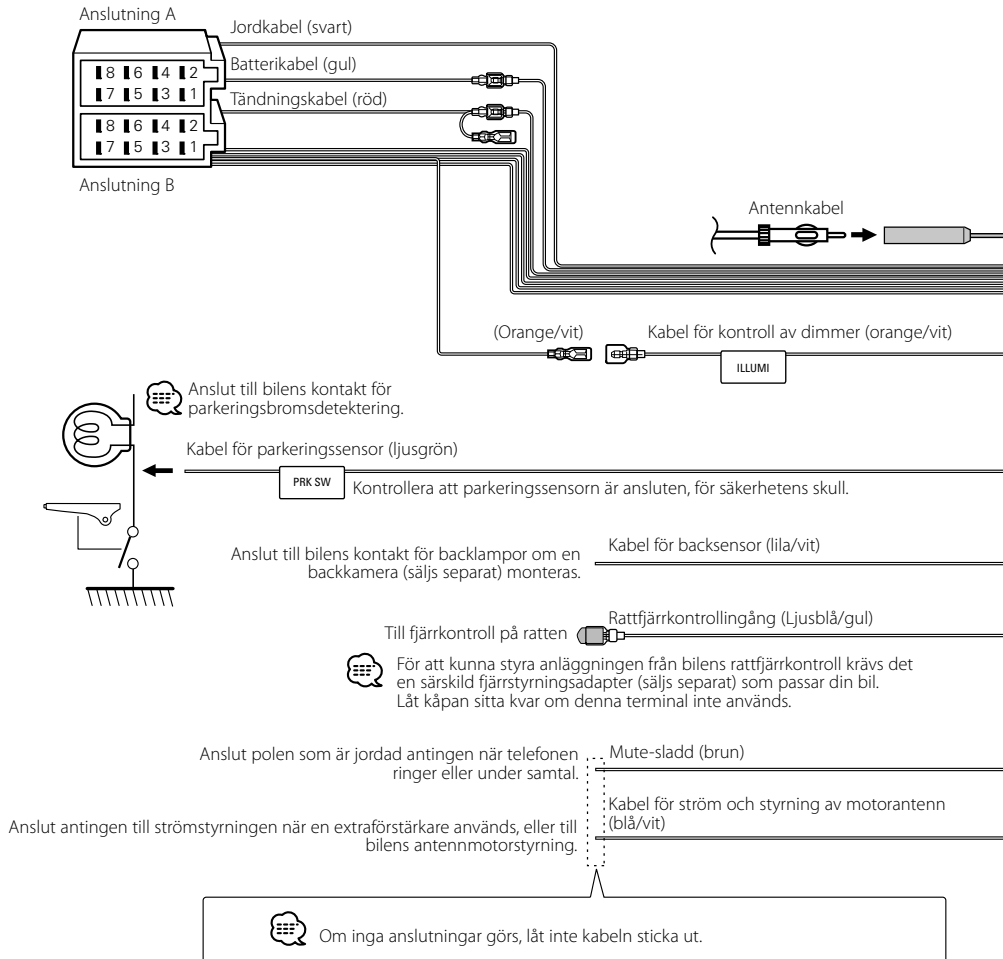 Anslutning A
Jordkabel (svart)
Batterikabel (gul)
8 6 4 2
7 5 3 1
Tändningskabel (röd)
8 6 4 2
7 5 3 1
Anslutning B
Antennkabel
(Orange/vit)
Kabel för kontroll av dimmer (orange/vit)
ILLUMI
Anslut till bilens kontakt för
parkeringsbromsdetektering.
Kabel för parkeringssensor (ljusgrön)
PRK SW
Kontrollera att parkeringssensorn är ansluten, för säkerhetens skull.
Anslut till bilens kontakt för backlampor om en
backkamera (säljs separat) monteras.
Kabel för backsensor (lila/vit)
Till fjärrkontroll på ratten
Rattfjärrkontrollingång (Ljusblå/gul)
För att kunna styra anläggningen från bilens rattfjärrkontroll krävs det
en särskild fjärrstyrningsadapter (säljs separat) som passar din bil.
Låt kåpan sitta kvar om denna terminal inte används.
Anslut polen som är jordad antingen när telefonen
ringer eller under samtal.
Mute-sladd (brun)
Anslut antingen till strömstyrningen när en extraförstärkare används, eller till
bilens antennmotorstyrning.
Kabel för ström och styrning av motorantenn
(blå/vit)
Om inga anslutningar görs, låt inte kabeln sticka ut.